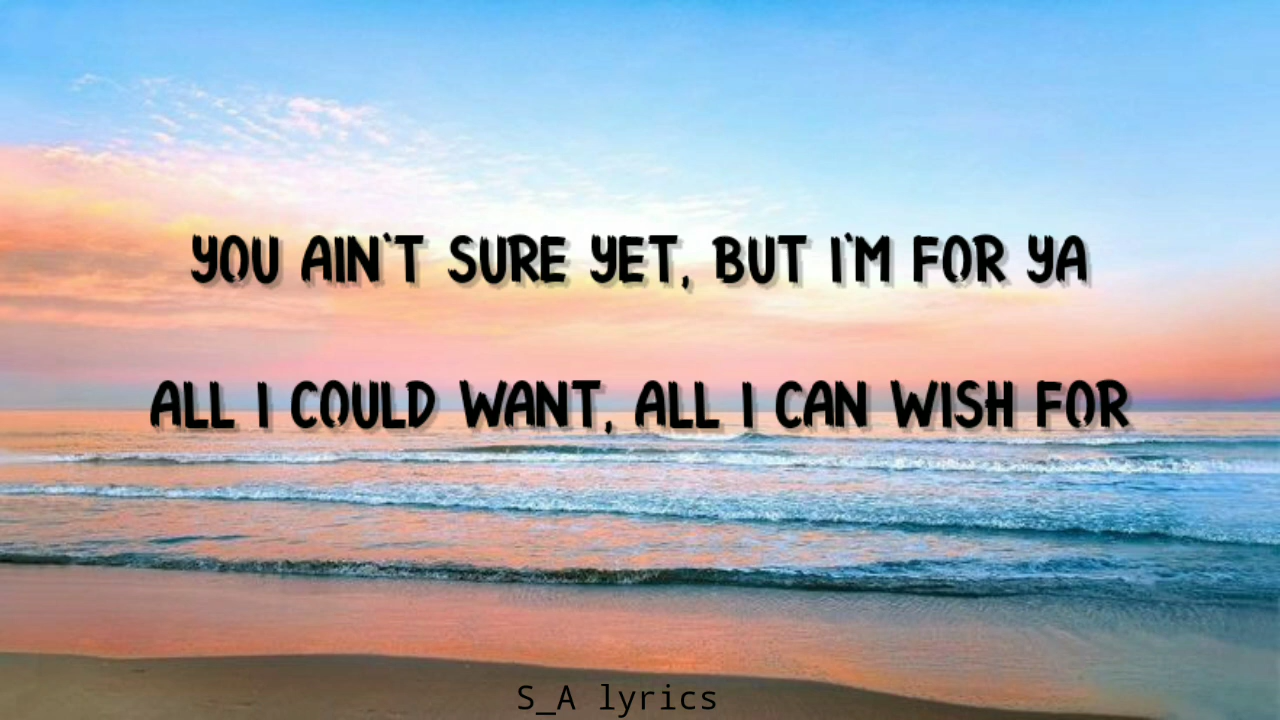 YOU AIN'T SURE YET, BUT I'M FOR YA
ALL I COULD WANT, ALL I CAN WISH FOR
S_A lyrics